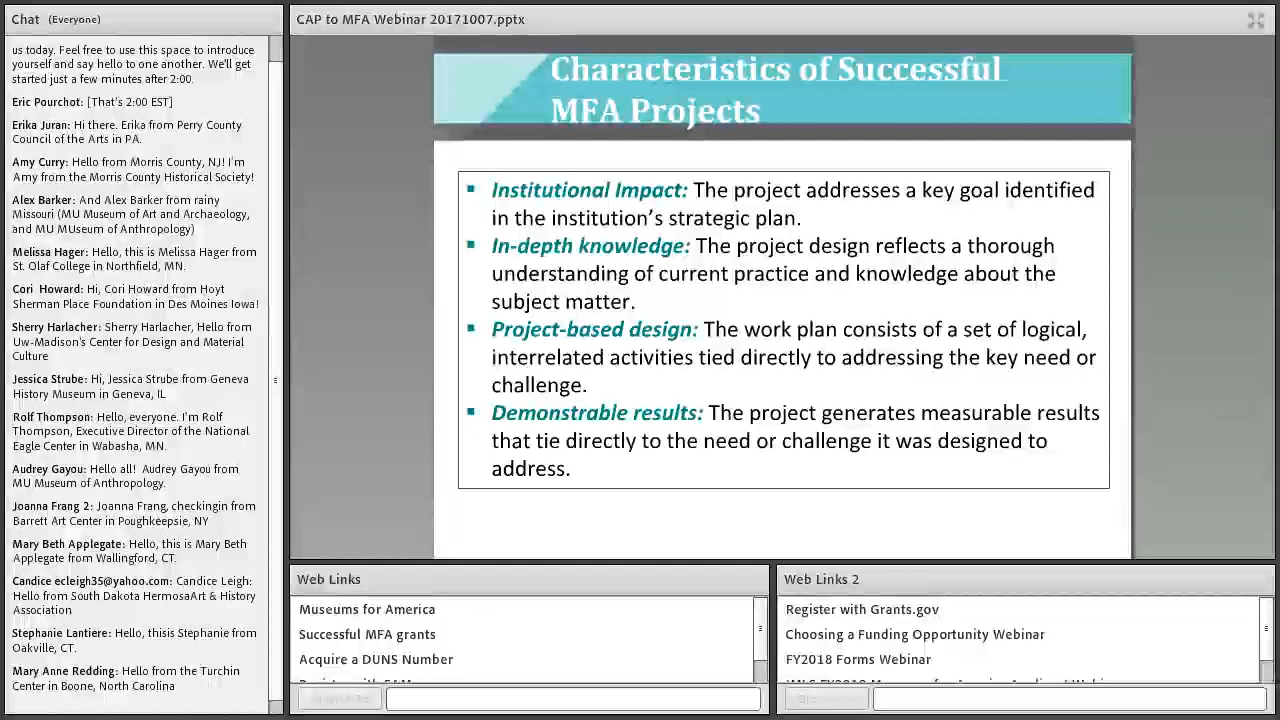 Chat (Everyone)
us today. Feel free to use this space to introduce
yourself and say hello to one another. We'll get
started just a few minutes after 2:00.
Eric Pourchot: [That's 2:00 EST]
Erika Juran: Hi there. Erika from Perry County
Council of the Arts in PA.
Amy Curry: Hello from Morris County, NJ! I'm
Amy from the Morris County Historical Society!
Alex Barker: And Alex Barker from rainy
Missouri (MU Museum of Art and Archaeology,
and MU MUseum of Anthropology)
Melissa Hager: Hello, this is Melissa Hager from
St. Olaf College in Northfield, MN.
Cori Howard: Hi, Cori Howard from Hoyt
Sherman Place Foundation in Des Moines Iowa!
Sherry Harlacher: Sherry Harlacher, Hello from
Uw-Madison's Center for Design and Material
Culture
Jessica Strube: Hi, Jessica Strube from Geneva
History Museum in Geneva, IL
Rolf Thompson: Hello, everyone. I'm Rolf
Thompson, Executive Director of the National
Eagle Center in Wabasha, MN.
Audrey Gayou: Hello all! Audrey Gayou from
MU Museum of Anthropology.
Joanna Frang 2: Joanna Frang, checkingin from
Barrett Art Center in Poughkeepsie, NY
Mary Beth Applegate: Hello, this is Mary Beth
Applegate from Wallingford, CT.
Candice ecleigh35@yahoo.com: Candice Leigh:
Hello from South Dakota HermosaArt & History
Association
Stephanie Lantiere: Hello, thisis Stephanie from
Oakville, CT.
Mary Anne Redding: Hello from the Turchin
Center in Boone, North Carolina
CAP to MFA Webinar 20171007.pptx
Characteristics of Successful
MFA Projects
▪ Institutional Impact: The project addresses a key goal identified
in the institution's strategic plan.
▪ In-depth knowledge: The project design reflects a thorough
understanding of current practice and knowledge about the
subject matter.
▪ Project-based design: The work plan consists of a set of logical,
interrelated activities tied directly to addressing the key need or
challenge.
▪ Demonstrable results: The project generates measurable results
that tie directly to the need or challenge it was designed to
address.
Web Links
Museums for America
Successful MFA grants
Acquire a DUNS Number
Web Links 2
Register with Grants.gov
Choosing a Funding Opportunity Webinar
FY2018 Forms Webinar